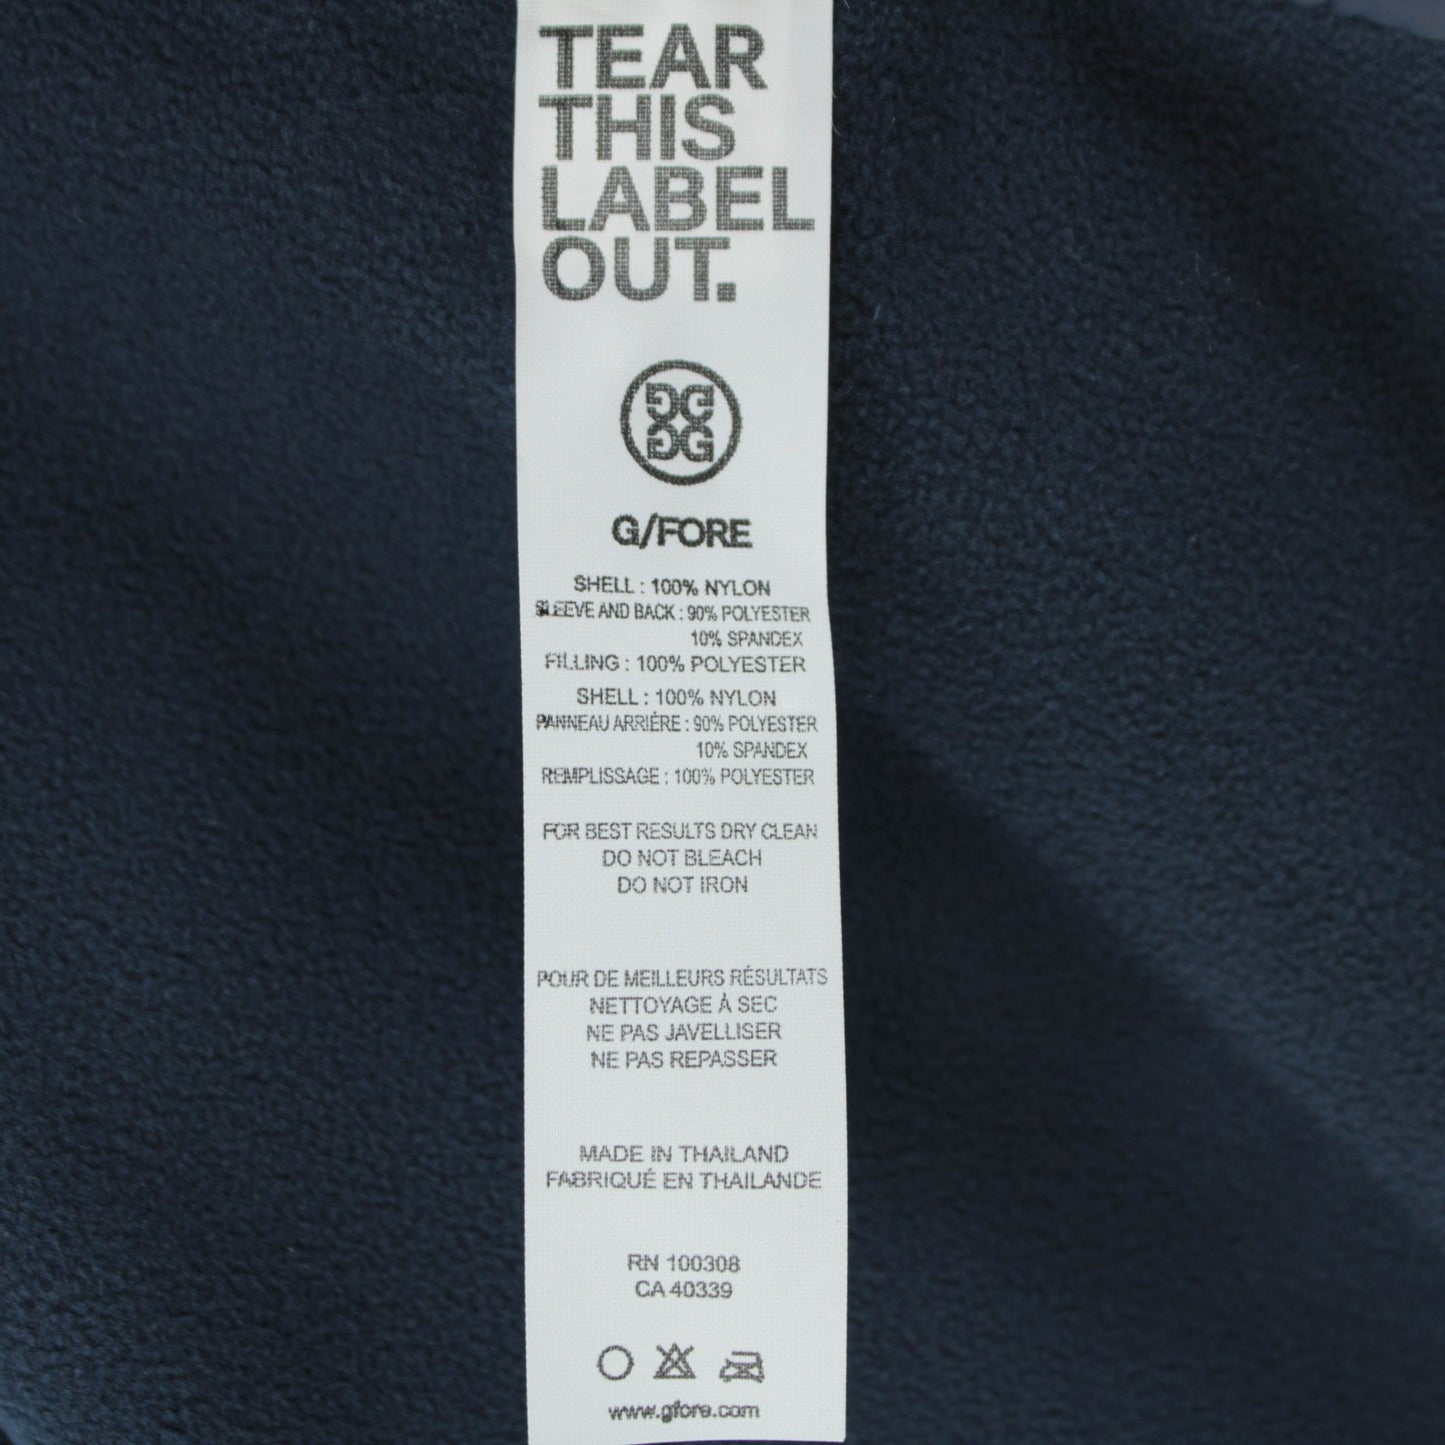 TEAR
THIS
LABEL
OUT.
G/FORE
SHELL : 100% NYLON
SLEEVE AND BACK : 90% POLYESTER
10% SPANDEX
FILLING : 100% POLYESTER
SHELL : 100% NYLON
PANNEAU ARRIÈRE : 90% POLYESTER
10% SPANDEX
REMPLISSAGE : 100% POLYESTER
FOR BEST RESULTS DRY CLEAN
DO NOT BLEACH
DO NOT IRON
POUR DE MEILLEURS RÉSULTATS
NETTOYAGE À SEC
NE PAS JAVELLISER
NE PAS REPASSER
MADE IN THAILAND
FABRIQUÉ EN THAILANDE
RN 100308
CA 40339
www.gfore.com